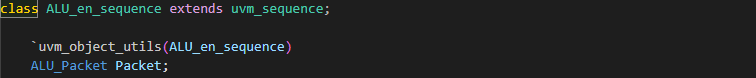 class ALU_en_sequence extends uvm_sequence;
`uvm_object_utils(ALU_en_sequence)
ALU_Packet Packet;